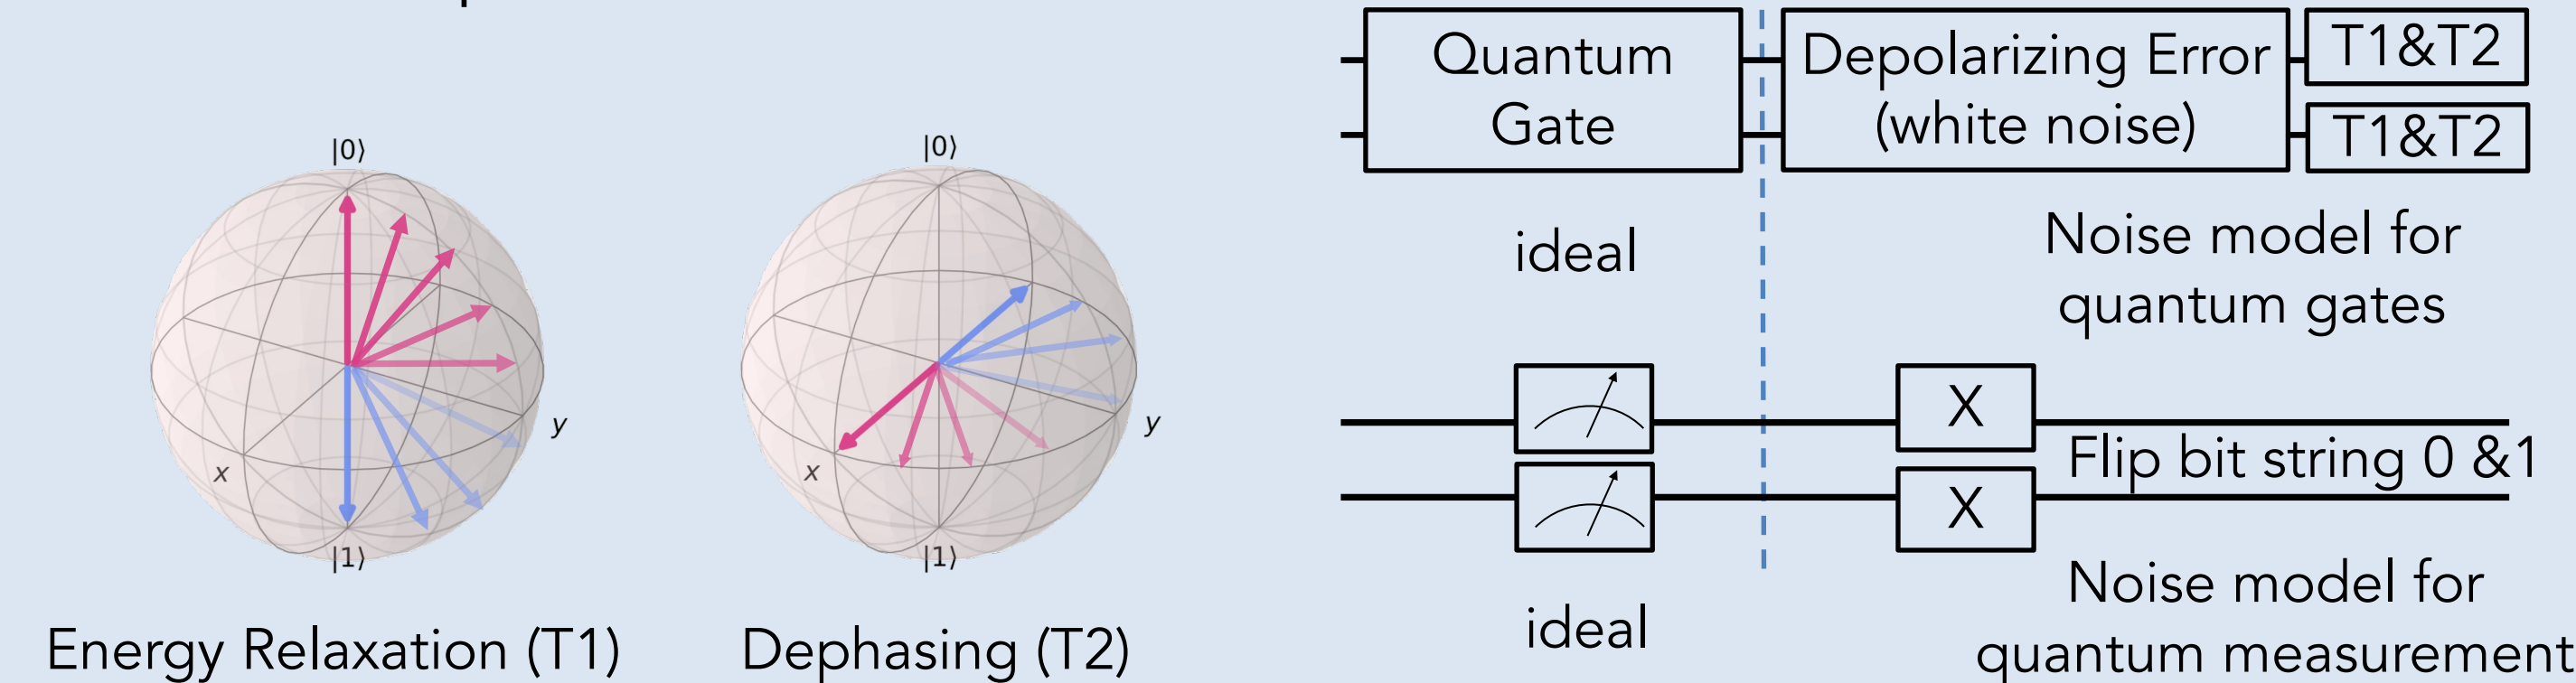 |0⟩
y
x
|1⟩
Energy Relaxation (T1)
|0⟩
y
x
|1⟩
Dephasing (T2)
Quantum
Gate
Depolarizing Error
(white noise)
T1&T2
T1&T2
ideal
Noise model for
quantum gates
X
X
Flip bit string 0 &1
ideal
Noise model for
quantum measurement